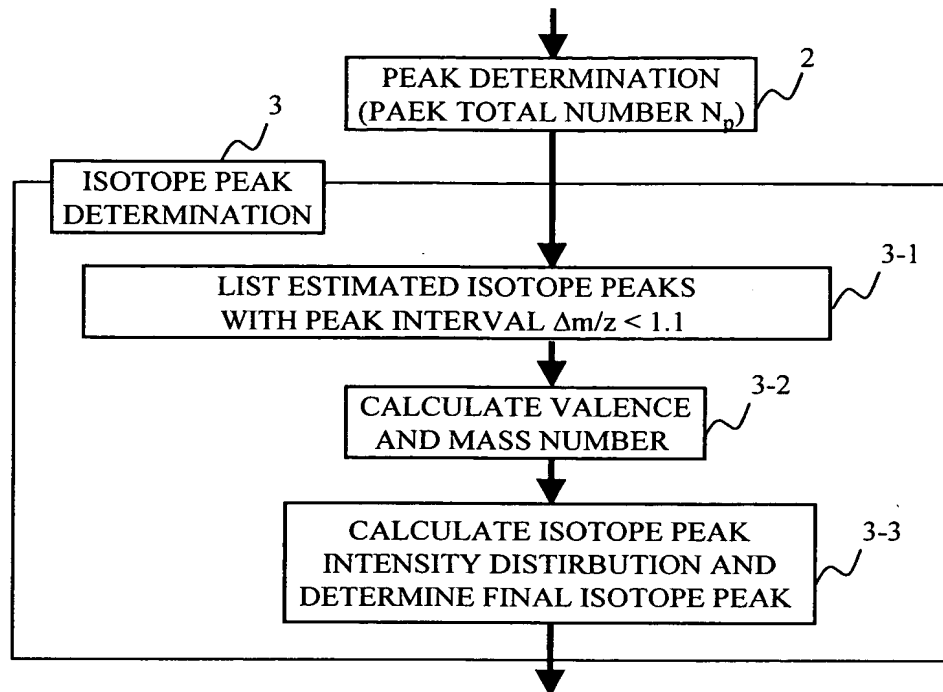 2
PEAK DETERMINATION
(PAEK TOTAL NUMBER Np)
3
ISOTOPE PEAK
DETERMINATION
3-1
LIST ESTIMATED ISOTOPE PEAKS
WITH PEAK INTERVAL Δm/z < 1.1
3-2
CALCULATE VALENCE
AND MASS NUMBER
3-3
CALCULATE ISOTOPE PEAK
INTENSITY DISTIRBUTION AND
DETERMINE FINAL ISOTOPE PEAK